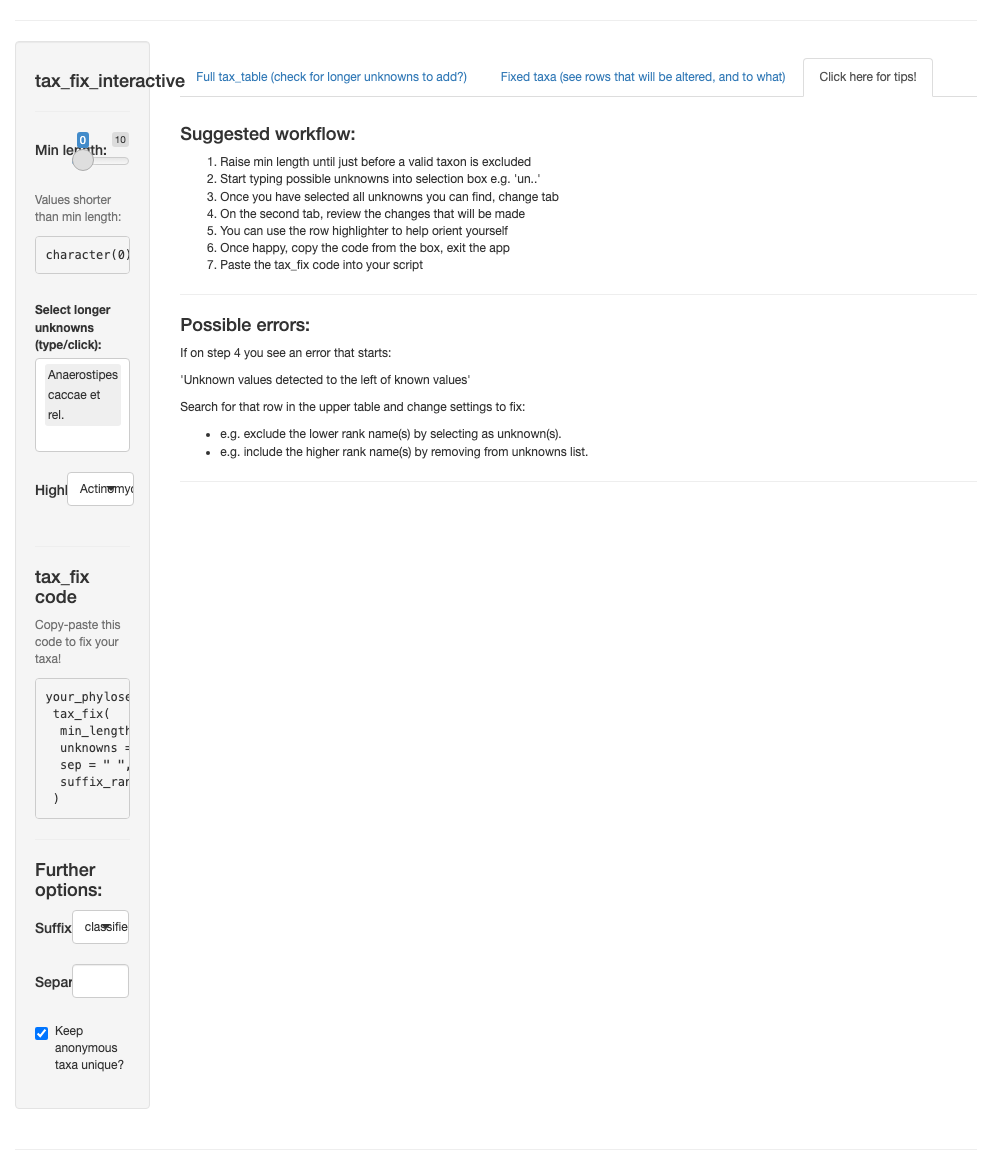 tax_fix_interactive
Min length:
0
10
Values shorter
than min length:
character(0)
Select longer
unknowns
(type/click):
Anaerostipes
caccae et
rel.
Highl
Actinomyc
tax_fix
code
Copy-paste this
code to fix your
taxa!
your_phylose
tax_fix(
min_length
unknowns =
sep = " ",
suffix_ran
)
Further
options:
Suffix
classifie
Separ
Keep
anonymous
taxa unique?
Full tax_table (check for longer unknowns to add?)
Fixed taxa (see rows that will be altered, and to what)
Click here for tips!
Suggested workflow:
1. Raise min length until just before a valid taxon is excluded
2. Start typing possible unknowns into selection box e.g. 'un..'
3. Once you have selected all unknowns you can find, change tab
4. On the second tab, review the changes that will be made
5. You can use the row highlighter to help orient yourself
6. Once happy, copy the code from the box, exit the app
7. Paste the tax_fix code into your script
Possible errors:
If on step 4 you see an error that starts:
'Unknown values detected to the left of known values'
Search for that row in the upper table and change settings to fix:
• e.g. exclude the lower rank name(s) by selecting as unknown(s).
• e.g. include the higher rank name(s) by removing from unknowns list.